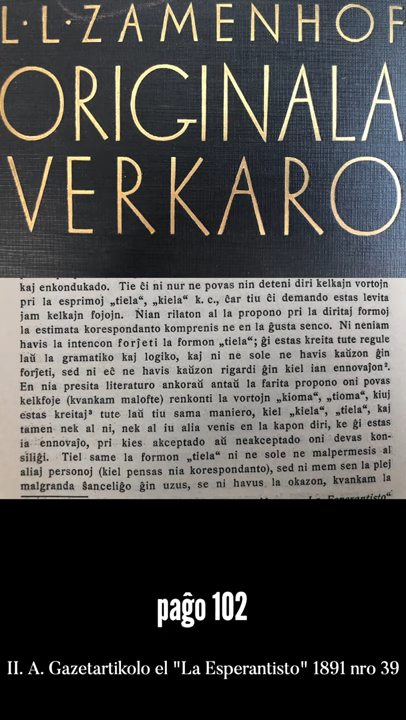 L·L·ZAMENHOF
ORIGINALA
VERKARO
kaj enkondukado. Tie ĉi ni nur ne povas nin deteni diri kelkajn vortojn
pri la esprimoj „tiela“, „kiela“ k. c., ĉar tiu ĉi demando estas levita
jam kelkajn fojojn. Nian rilaton al la propono pri la diritaj formoj
la estimata korespondanto komprenis ne en la ĝusta senco. Ni neniam
havis la intencon forĵeti la formon „tiela“; ĝi estas kreita tute regule
laŭ la gramatiko kaj logiko, kaj ni ne sole ne havis kaŭzon ĝin
forĵeti, sed ni eĉ ne havis kaŭzon rigardi ĝin kiel ian ennovaĵon².
En nia presita literaturo ankoraŭ antaŭ la farita propono oni povas
kelkfoje (kvankam malofte) renkonti la vortojn „kioma“, „tioma“, kiuj
estas kreitaj³ tute laŭ tiu sama maniero, kiel „kiela“, „tiela“, kaj
tamen nek al ni, nek al iu alia venis en la kapon diri, ke ĝi estas
ia ennovaĵo, pri kies akceptado aŭ neakceptado oni devas kon-
siliĝi. Tiel same la formon „tiela“ ni ne sole ne malpermesis al
aliaj personoj (kiel pensas nia korespondanto), sed ni mem sen la plej
malgranda ŝanceliĝo ĝin uzus, se ni havus la okazon, kvankam la
La Esperantisto“
paĝo 102
II. A. Gazetartikolo el "La Esperantisto" 1891 nro 39